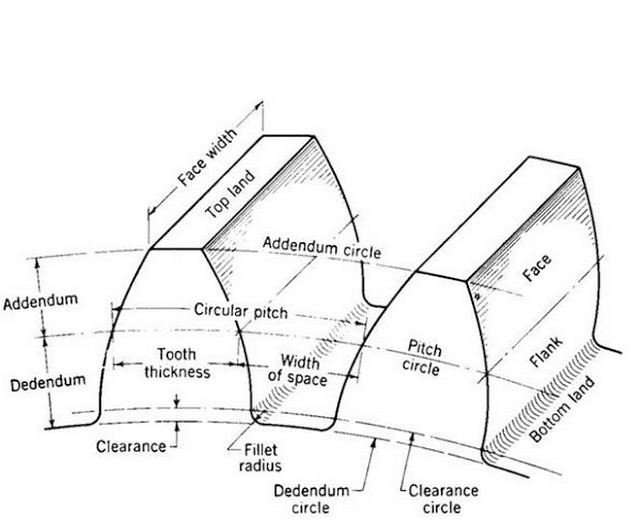 Face width
Top land
Addendum circle
Addendum
Circular pitch
Face
Tooth
thickness
Width
of space
Pitch
circle
Flank
Dedendum
Bottom land
Clearance
Fillet
radius
Dedendum
circle
Clearance
circle